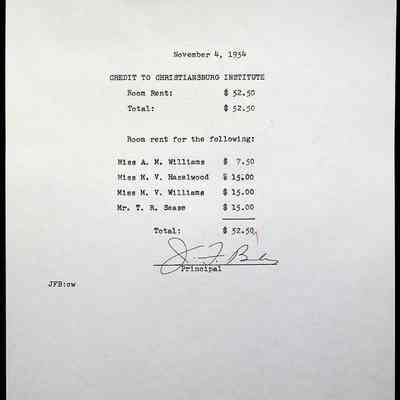 November 4, 1954
CREDIT TO CHRISTIANSBURG INSTITUTE
Room Rent: $ 52.50
Total: $ 52.50
Room rent for the following:
Miss A. M. Williams $ 7.50
Miss M. V. Hazelwood $ 15.00
Miss M. V. Williams $ 15.00
Mr. T. R. Sease $ 15.00
Total: $ 52.50
J. F. B
Principal
JFB:cw